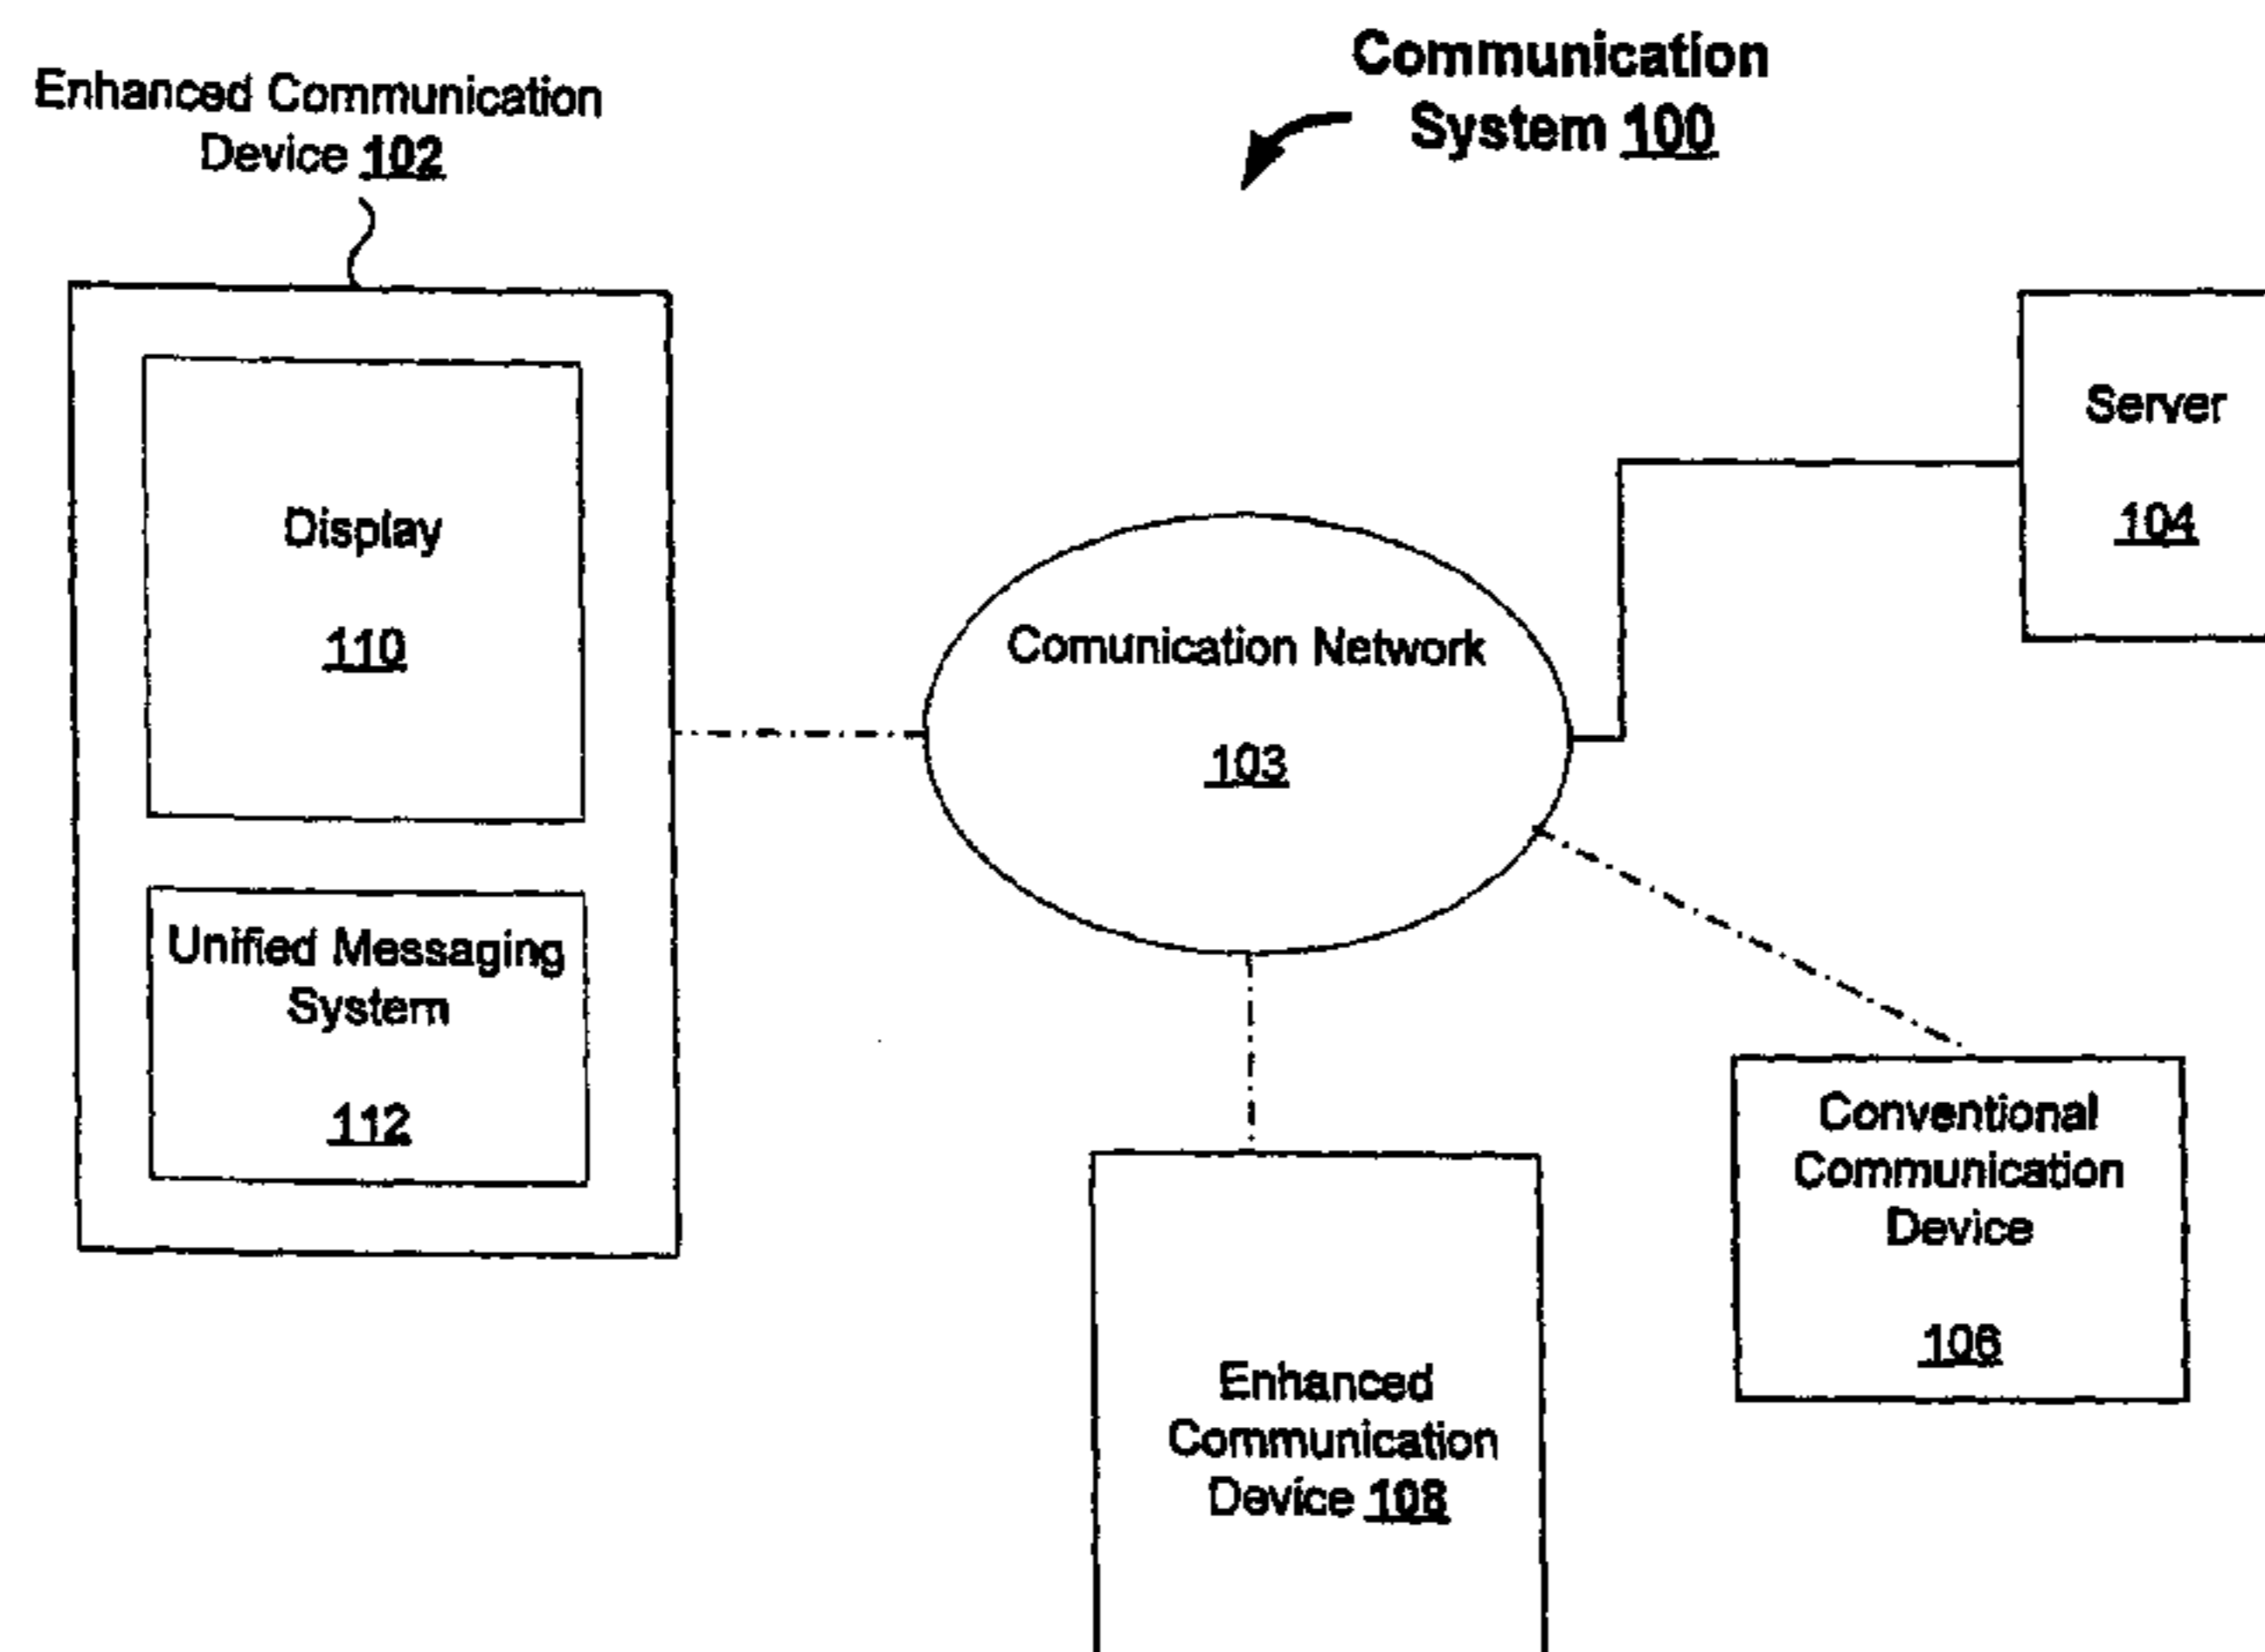 Communication
System 100
Enhanced Communication
Device 102
Display
110
Unified Messaging
System
112
Comunication Network
103
Server
104
Conventional
Communication
Device
106
Enhanced
Communication
Device 108